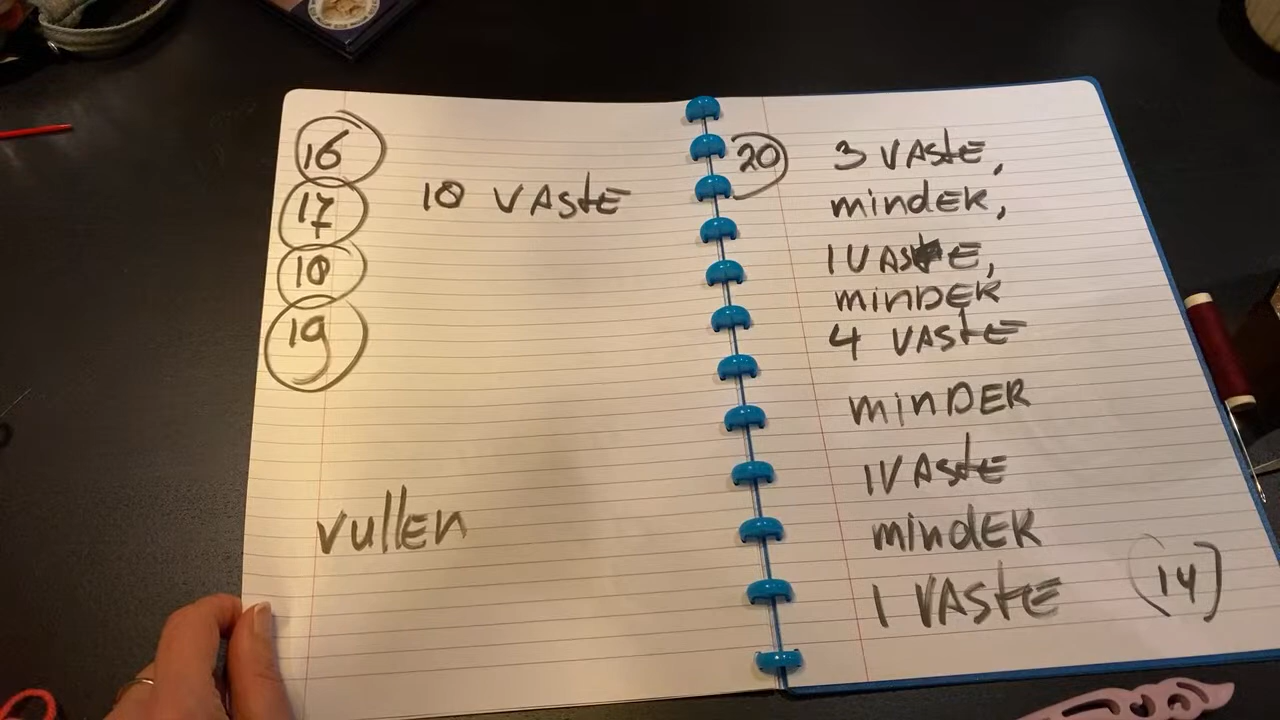 16
17
18
19
18 VASTE
VULLEN
20
3 VASTE,
mindER,
1 VASTE,
minDER
4 VASTE
minDER
1 VASTE
mindER
1 VASTE (14)